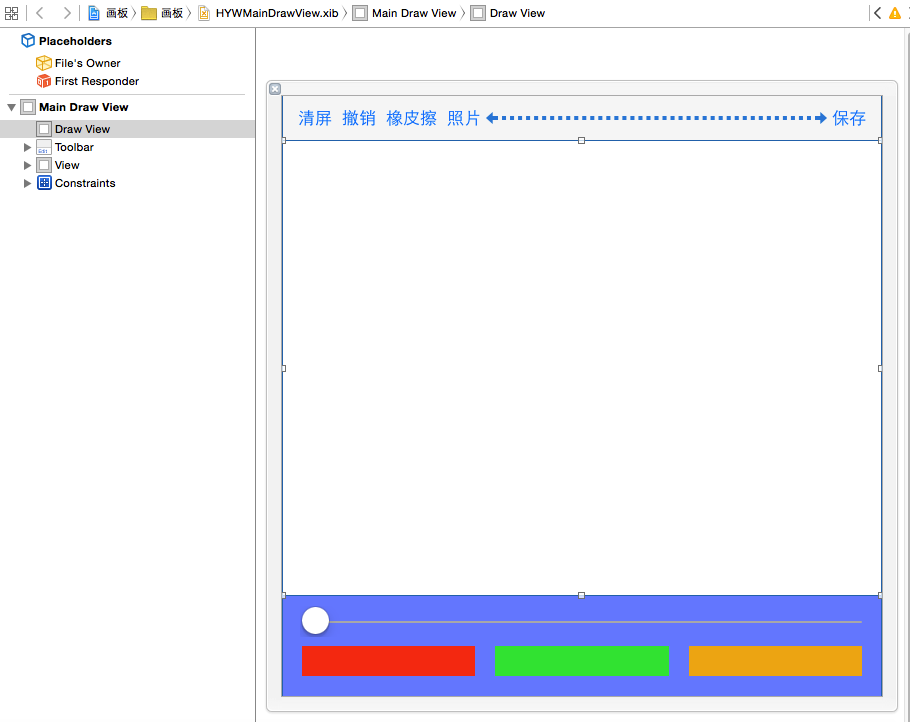 画板 画板 HYWMainDrawView.xib Main Draw View Draw View
Placeholders
File's Owner
First Responder
Main Draw View
Draw View
Toolbar
View
Constraints
清屏 撤销 橡皮擦 照片 保存